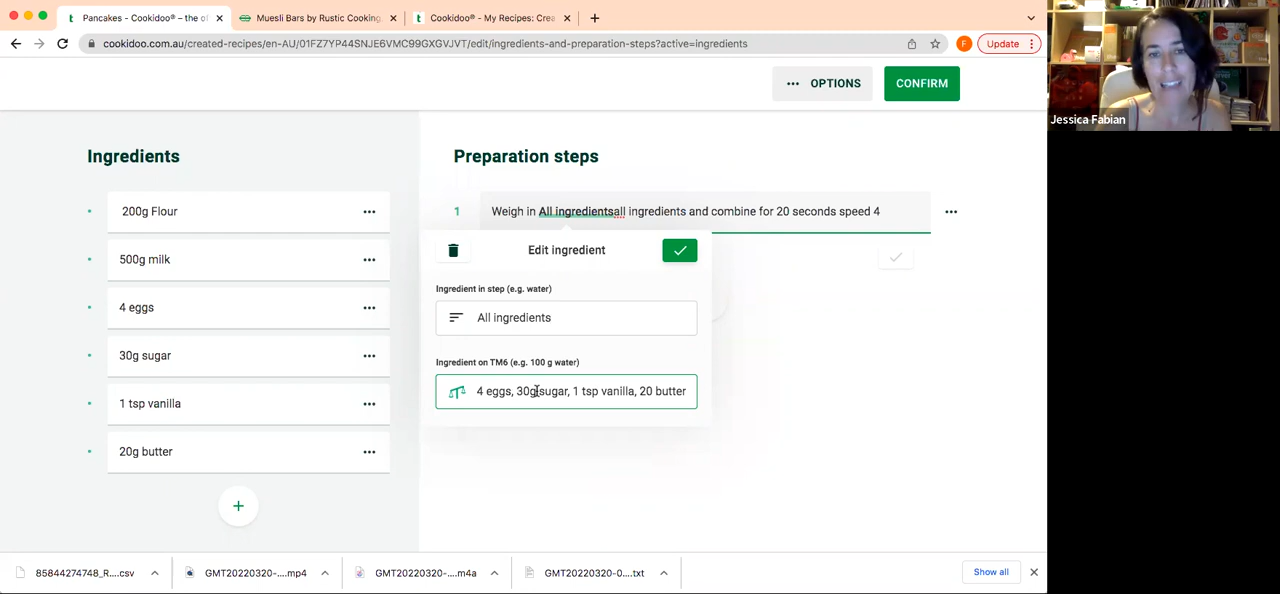 Pancakes - Cookidoo® – the of
Muesli Bars by Rustic Cooking.
Cookidoo® - My Recipes: Crea
cookidoo.com.au/created-recipes/en-AU/01FZ7YP44SNJE6VMC99GXGVJVT/edit/ingredients-and-preparation-steps?active=ingredients
F
Update
OPTIONS
CONFIRM
Jessica Fabian
Ingredients
200g Flour
500g milk
4 eggs
30g sugar
1 tsp vanilla
20g butter
Preparation steps
1 Weigh in All ingredientsall ingredients and combine for 20 seconds speed 4
Edit ingredient
Ingredient in step (e.g. water)
All ingredients
Ingredient on TM6 (e.g. 100 g water)
4 eggs, 30g sugar, 1 tsp vanilla, 20 butter
85844274748_R....csv
GMT20220320-....mp4
GMT20220320-....m4a
GMT20220320-0....txt
Show all